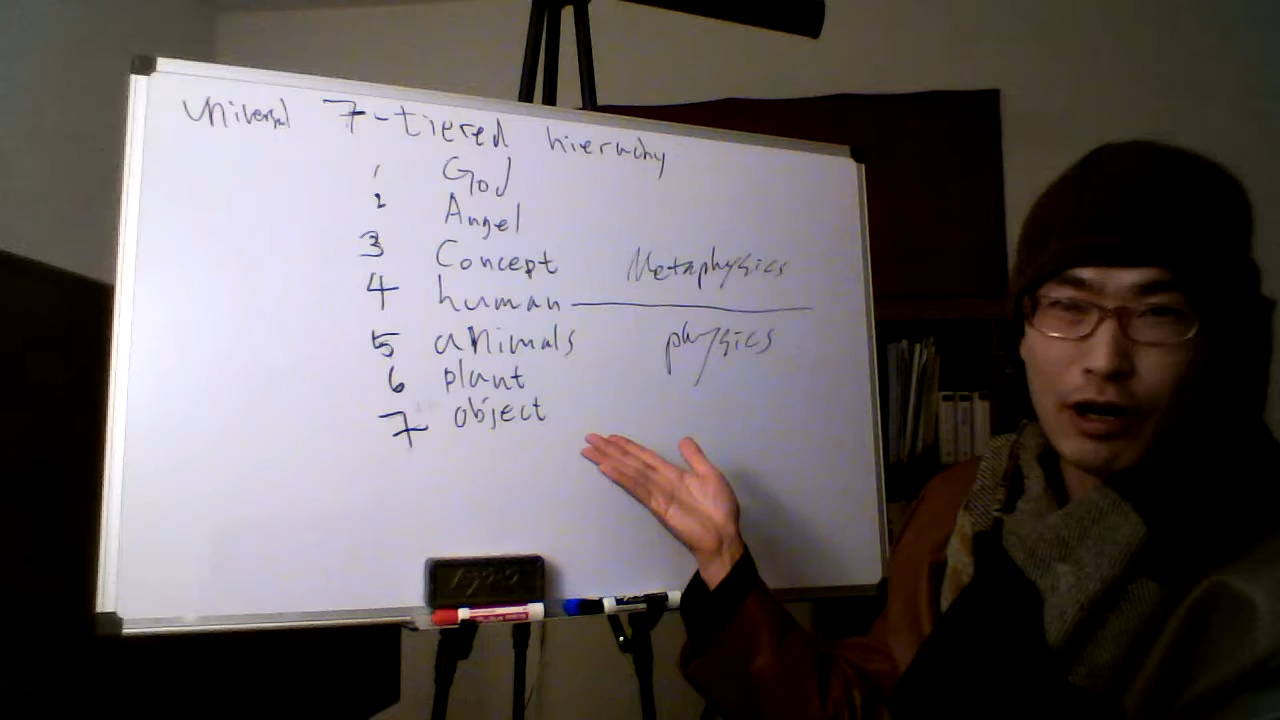 Universal 7-tiered hierachy
1 God
2 Angel
3 Concept Metaphysics
4 human
5 animals physics
6 plant
7 object